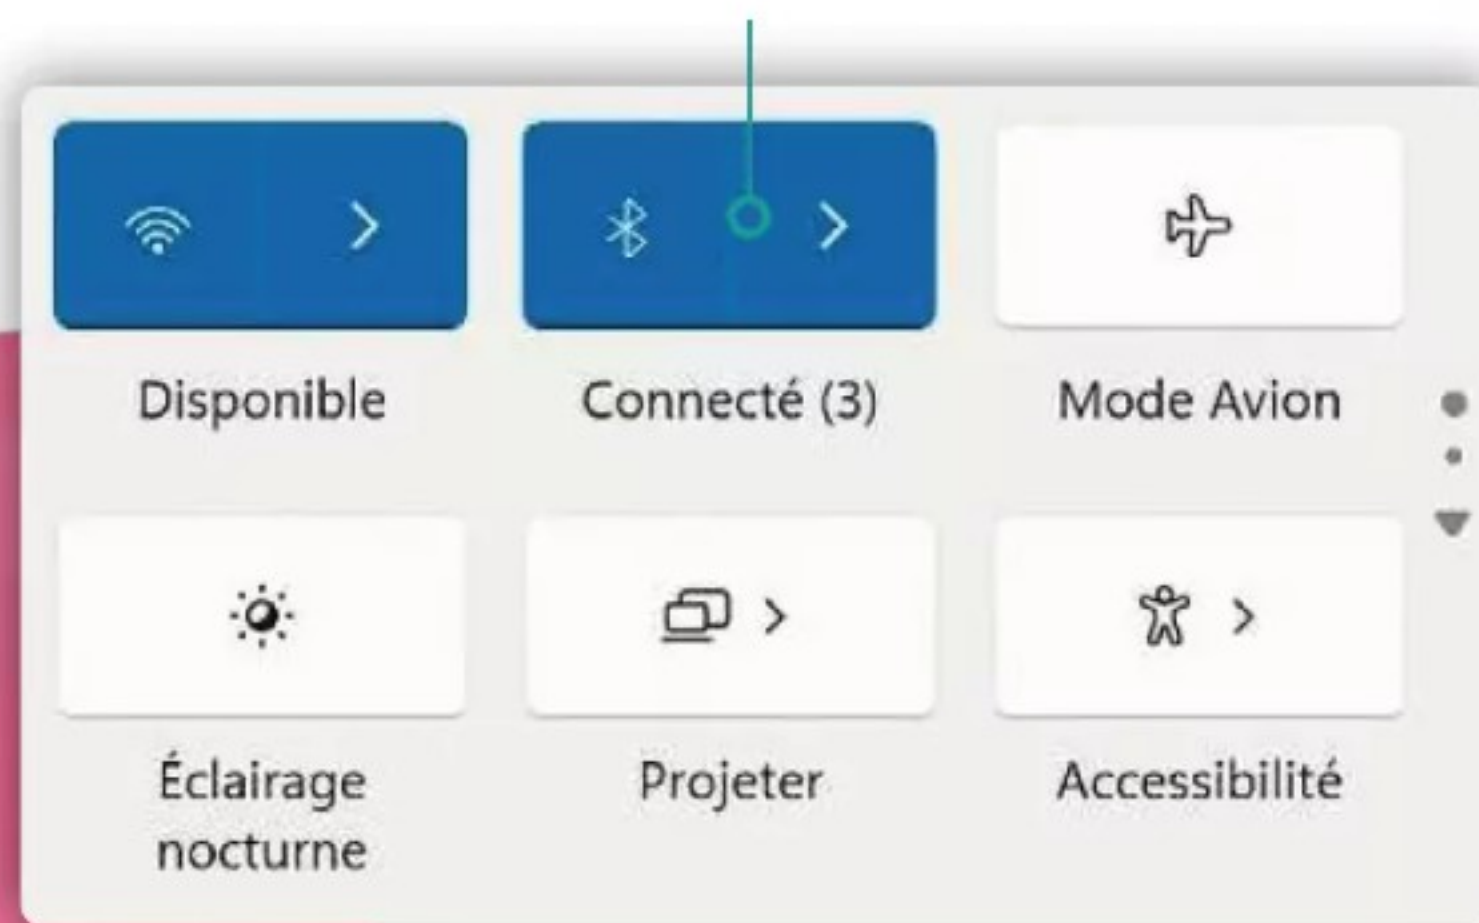 Disponible
Connecté (3)
Mode Avion
Éclairage
nocturne
Projeter
Accessibilité